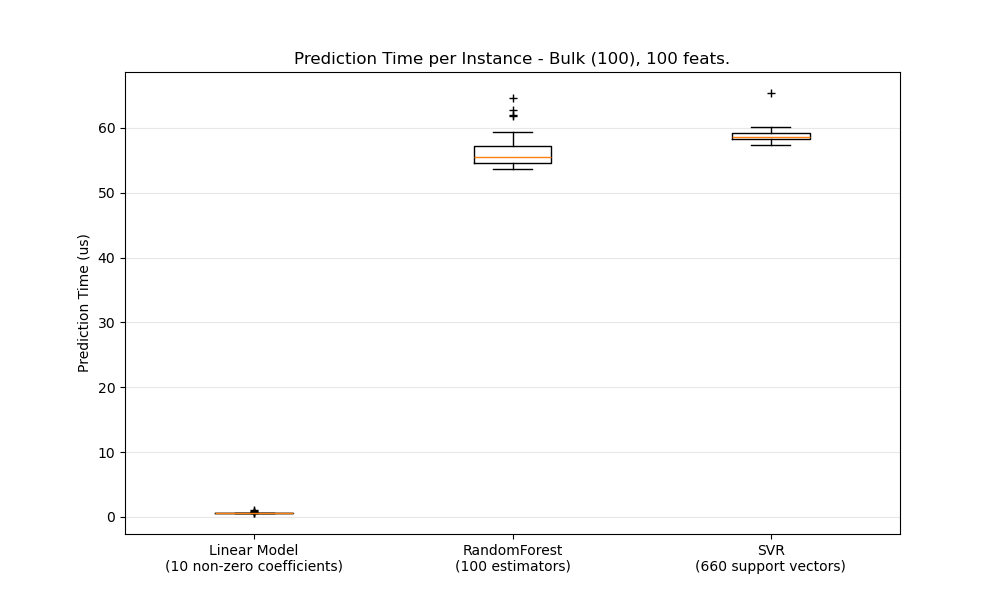 Prediction Time per Instance - Bulk (100), 100 feats.
Prediction Time (us)
60
50
40
30
20
10
0
Linear Model
(10 non-zero coefficients)
RandomForest
(100 estimators)
SVR
(660 support vectors)